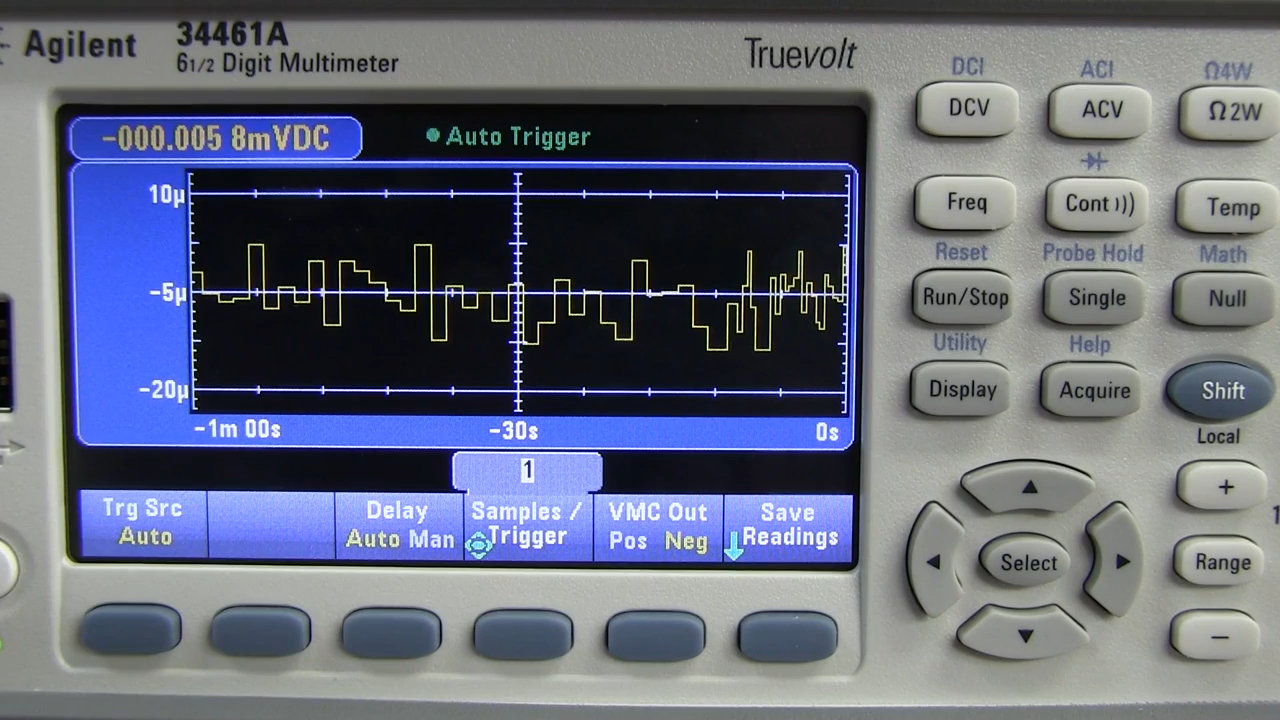 Agilent
34461A
6 1/2 Digit Multimeter
Truevolt
-000.005 8mVDC
Auto Trigger
10µ
-5µ
-20µ
-1m 00s
-30s
0s
1
Trg Src
Auto
Delay
Auto Man
Samples /
Trigger
VMC Out
Pos Neg
Save
Readings
DCI
ACI
Ω4W
DCV
ACV
Ω2W
Freq
Cont )))
Temp
Reset
Probe Hold
Math
Run/Stop
Single
Null
Utility
Help
Display
Acquire
Shift
Local
+
Select
Range
−
1